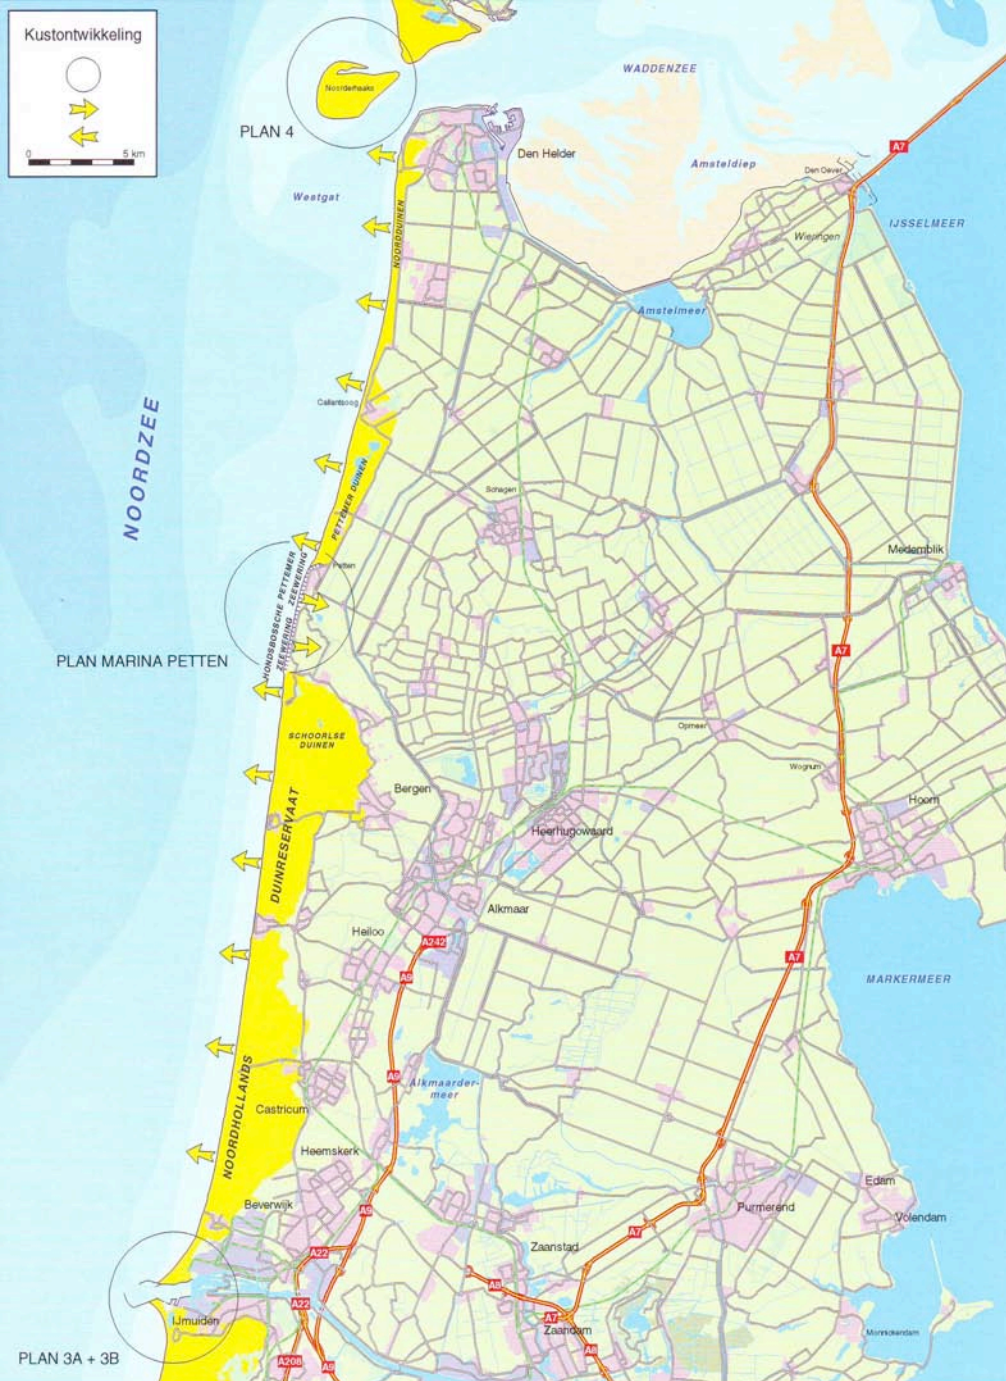 Kustontwikkeling
0 5 km
Noorderhaaks
PLAN 4
WADDENZEE
A7
Den Helder
Amsteldiep
Den Oever
Westgat
NOORDDUINEN
Wieringen
IJSSELMEER
Amstelmeer
Callantsoog
NOORDZEE
PETTEMER DUINEN
Schagen
Medemblik
Petten
HONDSBOSSCHE PETTEMER
ZEEWERING ZEEWERING
PLAN MARINA PETTEN
A7
SCHOORLSE
DUINEN
Opmeer
Wognum
Bergen
Hoorn
DUINRESERVAAT
Heerhugowaard
Alkmaar
Heiloo
A242
A9
A7
MARKERMEER
A9
Alkmaarder-
meer
NOORDHOLLANDS
Castricum
Heemskerk
Edam
Beverwijk
A9
Purmerend
Volendam
A7
Zaanstad
A22
A8
A22
A7
IJmuiden
Zaandam
Monnickendam
A8
PLAN 3A + 3B
A208
A9